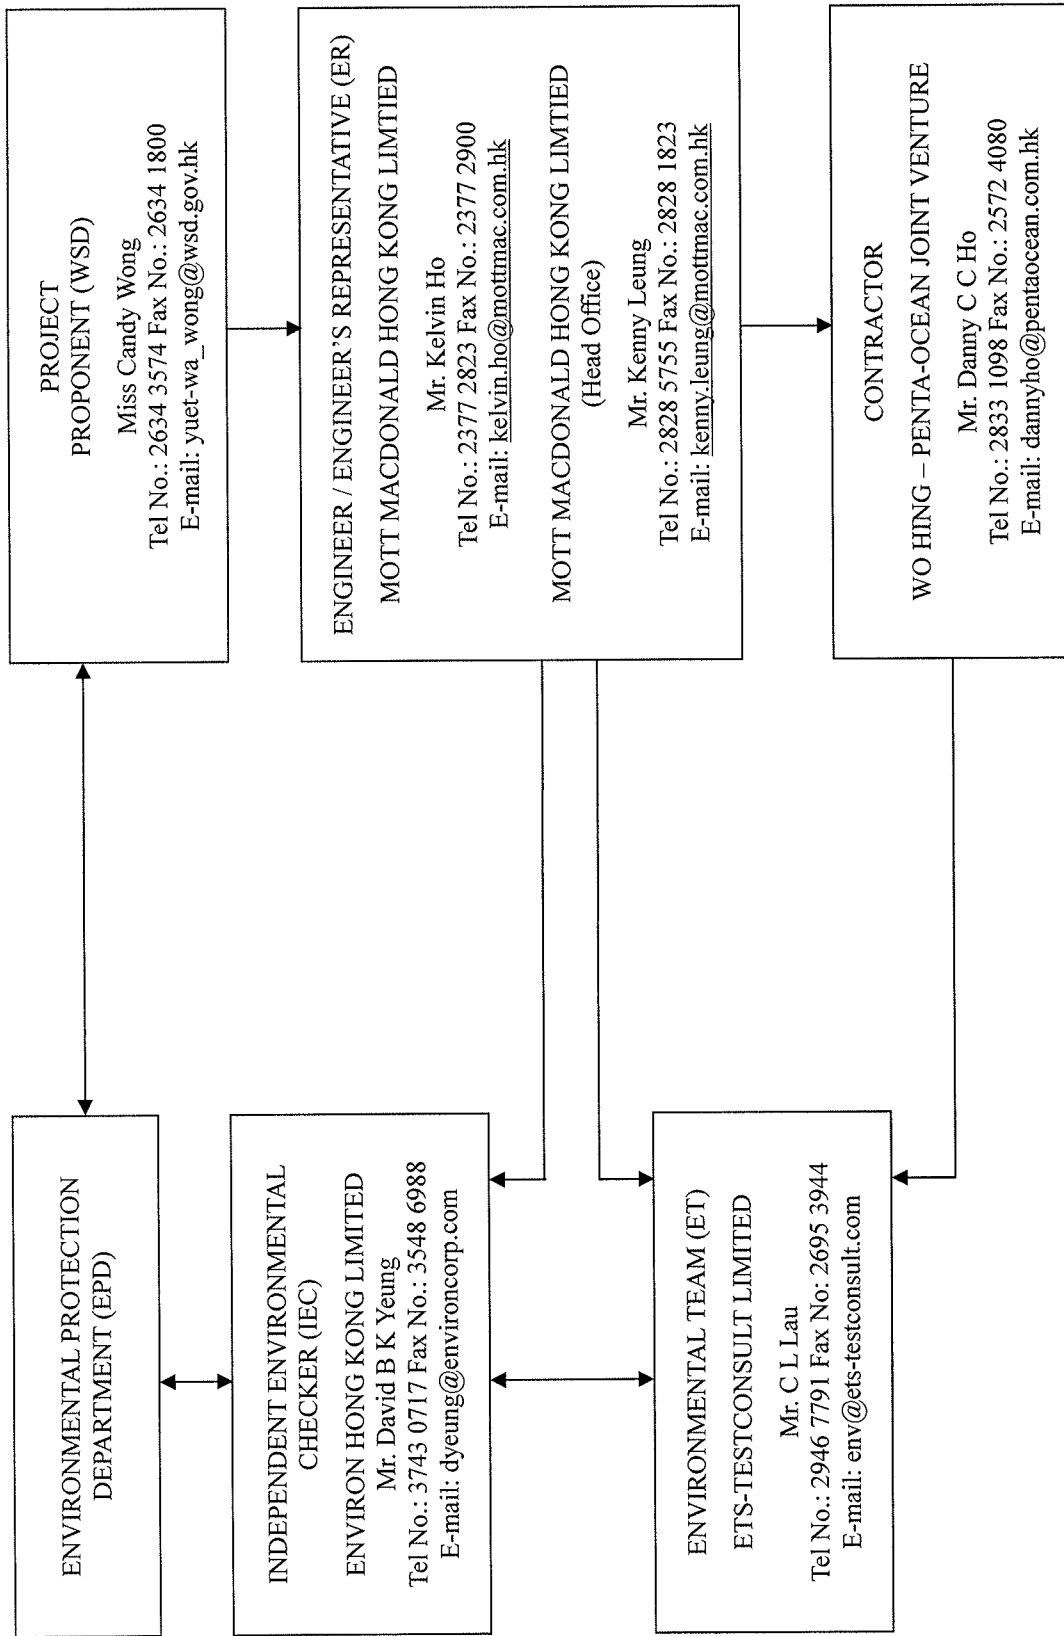 ENVIRONMENTAL PROTECTION
DEPARTMENT (EPD)
PROJECT
PROPONENT (WSD)
Miss Candy Wong
Tel No.: 2634 3574 Fax No.: 2634 1800
E-mail: yuet-wa_wong@wsd.gov.hk
INDEPENDENT ENVIRONMENTAL
CHECKER (IEC)
ENVIRON HONG KONG LIMITED
Mr. David B K Yeung
Tel No.: 3743 0717 Fax No.: 3548 6988
E-mail: dyeung@environcorp.com
ENGINEER / ENGINEER'S REPRESENTATIVE (ER)
MOTT MACDONALD HONG KONG LIMTIED
Mr. Kelvin Ho
Tel No.: 2377 2823 Fax No.: 2377 2900
E-mail: kelvin.ho@mottmac.com.hk
MOTT MACDONALD HONG KONG LIMTIED
(Head Office)
Mr. Kenny Leung
Tel No.: 2828 5755 Fax No.: 2828 1823
E-mail: kenny.leung@mottmac.com.hk
ENVIRONMENTAL TEAM (ET)
ETS-TESTCONSULT LIMITED
Mr. C L Lau
Tel No.: 2946 7791 Fax No: 2695 3944
E-mail: env@ets-testconsult.com
CONTRACTOR
WO HING – PENTA-OCEAN JOINT VENTURE
Mr. Danny C C Ho
Tel No.: 2833 1098 Fax No.: 2572 4080
E-mail: dannyho@pentaocean.com.hk